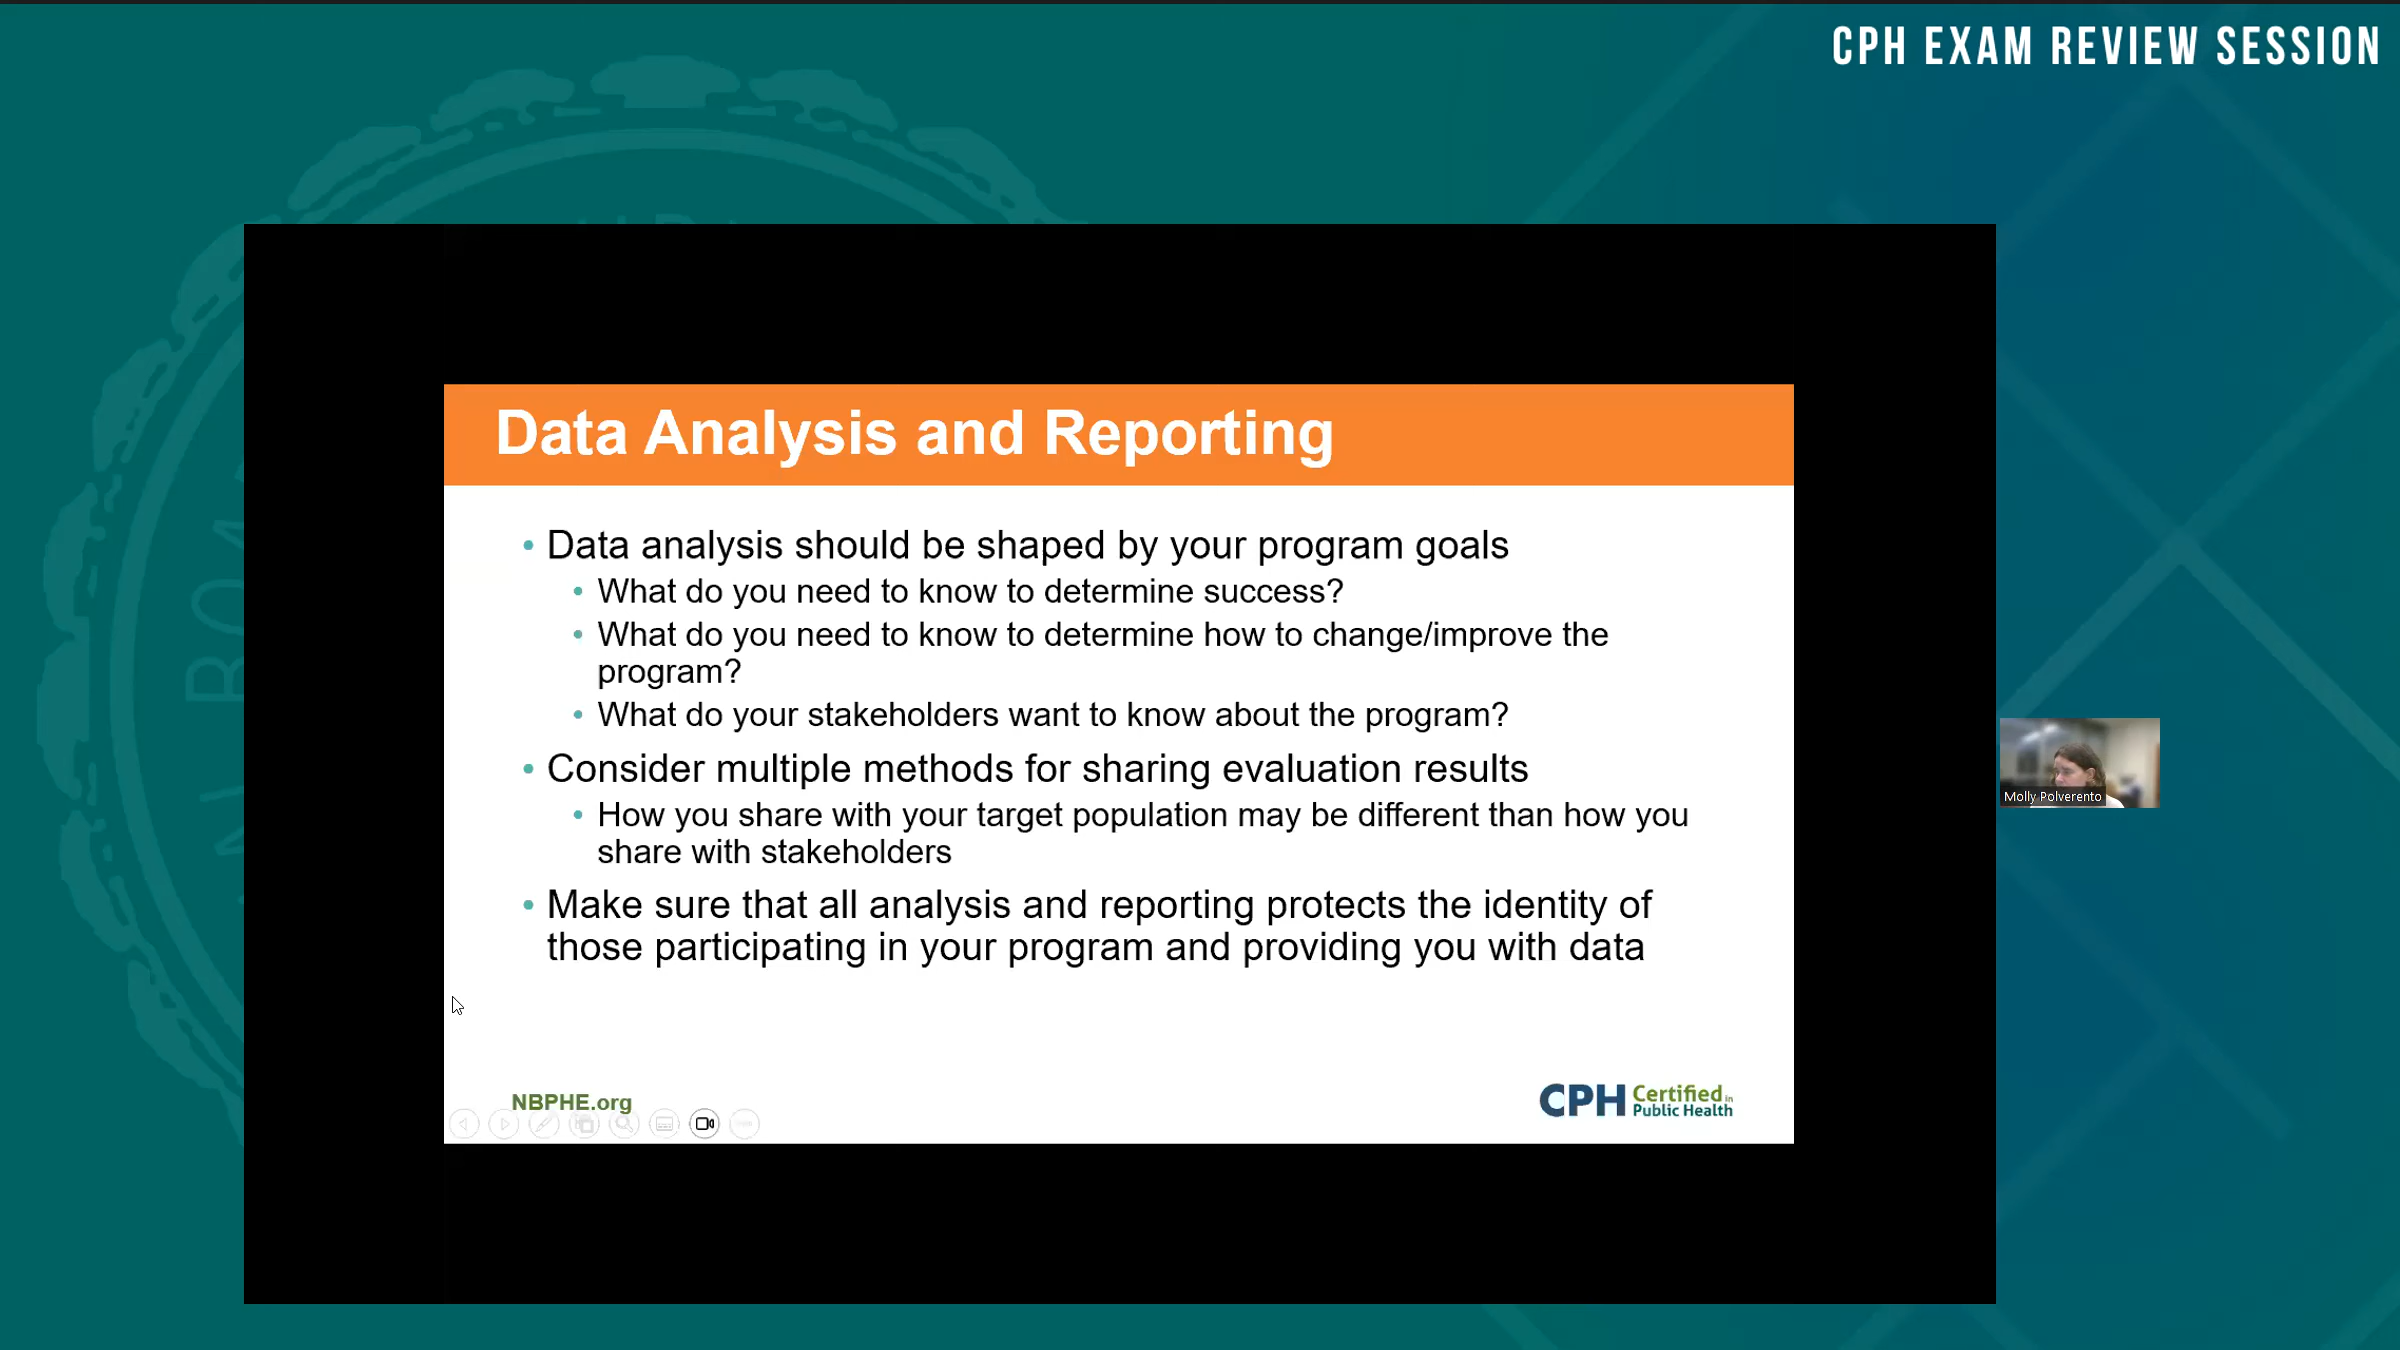 CPH EXAM REVIEW SESSION
Data Analysis and Reporting
• Data analysis should be shaped by your program goals
• What do you need to know to determine success?
• What do you need to know to determine how to change/improve the
program?
• What do your stakeholders want to know about the program?
• Consider multiple methods for sharing evaluation results
• How you share with your target population may be different than how you
share with stakeholders
• Make sure that all analysis and reporting protects the identity of
those participating in your program and providing you with data
Molly Polverento
NBPHE.org
CPH Certified in
Public Health